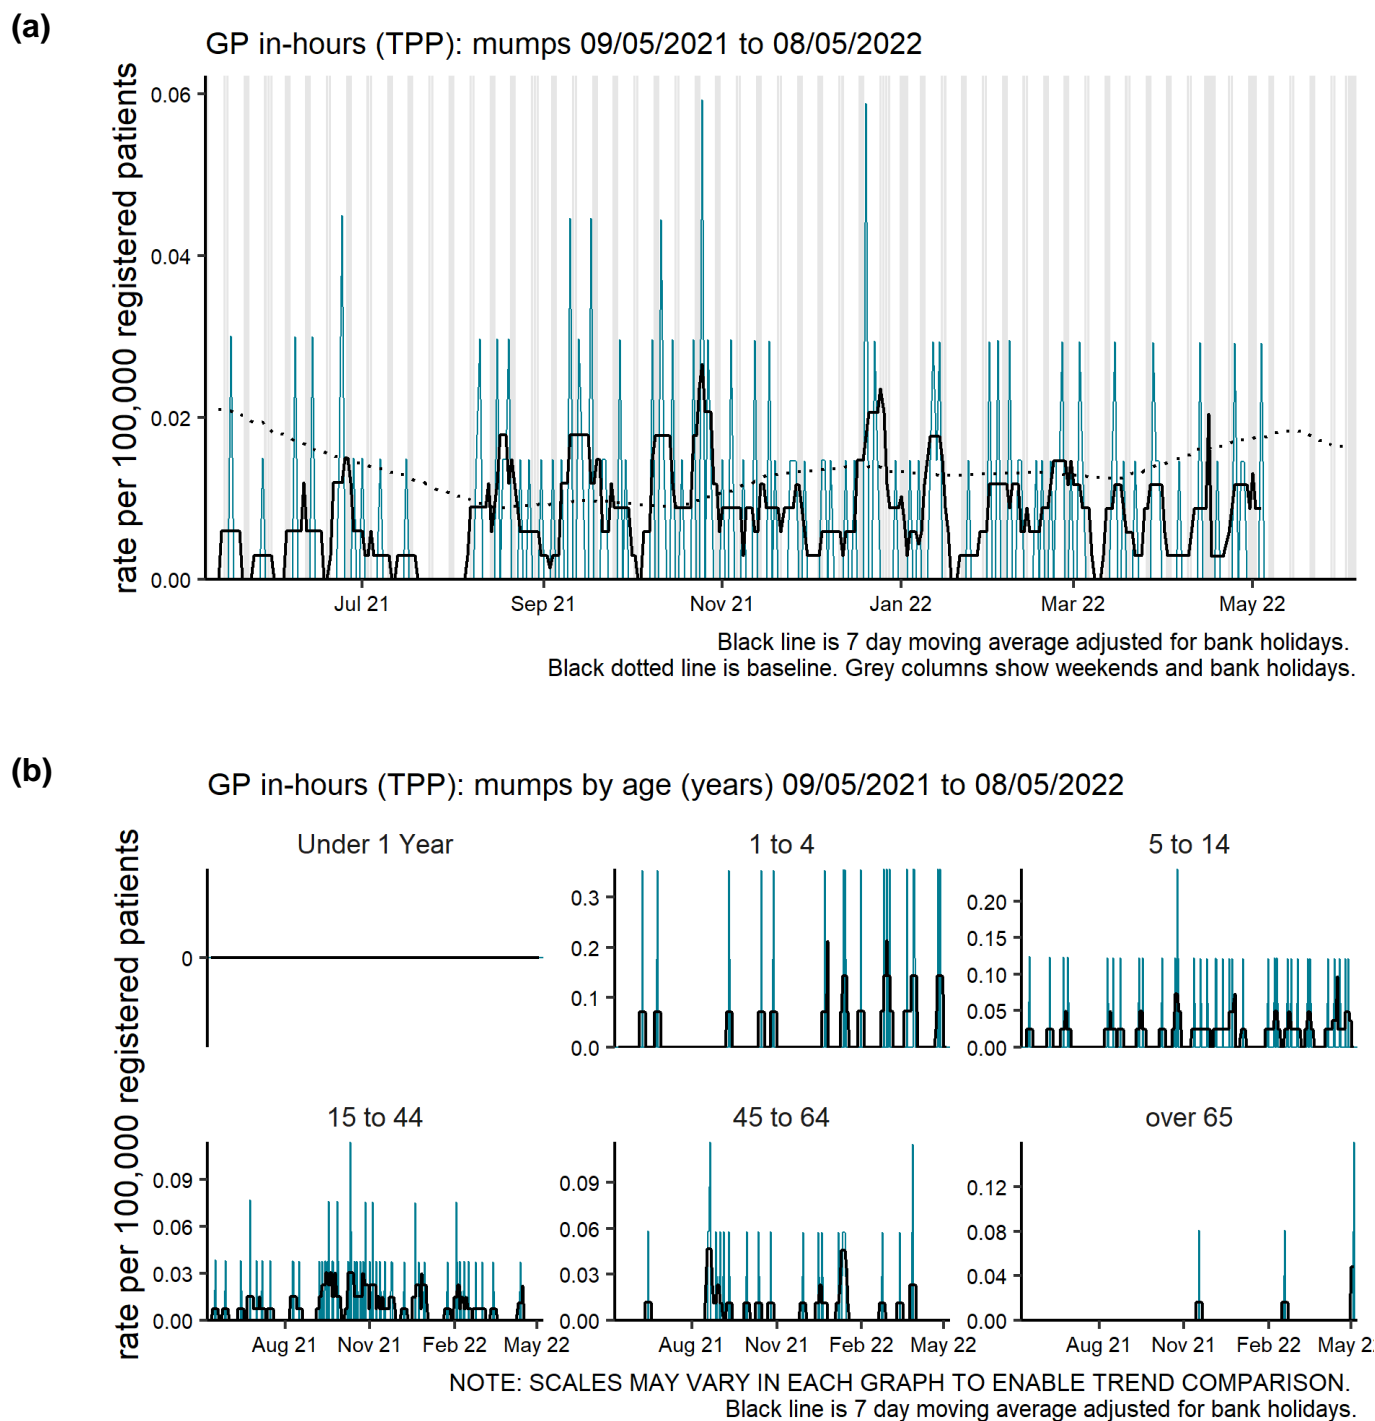 (a)
GP in-hours (TPP): mumps 09/05/2021 to 08/05/2022
rate per 100,000 registered patients
0.06
0.04
0.02
0.00
Jul 21 Sep 21 Nov 21 Jan 22 Mar 22 May 22
Black line is 7 day moving average adjusted for bank holidays.
Black dotted line is baseline. Grey columns show weekends and bank holidays.
(b)
GP in-hours (TPP): mumps by age (years) 09/05/2021 to 08/05/2022
rate per 100,000 registered patients
Under 1 Year
0
1 to 4
0.3
0.2
0.1
0.0
5 to 14
0.20
0.15
0.10
0.05
0.00
15 to 44
0.09
0.06
0.03
0.00
Aug 21 Nov 21 Feb 22 May 22
45 to 64
0.09
0.06
0.03
0.00
Aug 21 Nov 21 Feb 22 May 22
over 65
0.12
0.08
0.04
0.00
Aug 21 Nov 21 Feb 22 May 2
NOTE: SCALES MAY VARY IN EACH GRAPH TO ENABLE TREND COMPARISON.
Black line is 7 day moving average adjusted for bank holidays.